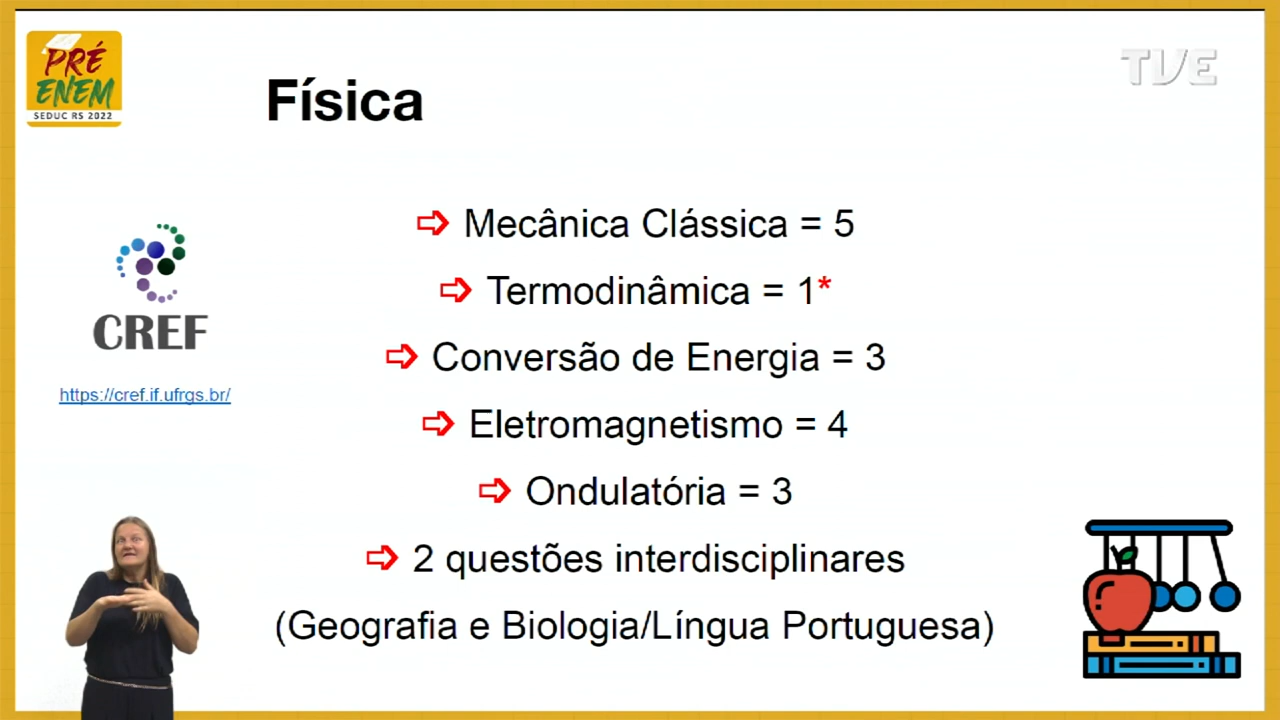 PRÉ
ENEM
SEDUC RS 2022
TVE
Física
CREF
https://cref.if.ufrgs.br/
➩ Mecânica Clássica = 5
➩ Termodinâmica = 1*
➩ Conversão de Energia = 3
➩ Eletromagnetismo = 4
➩ Ondulatória = 3
➩ 2 questões interdisciplinares
(Geografia e Biologia/Língua Portuguesa)